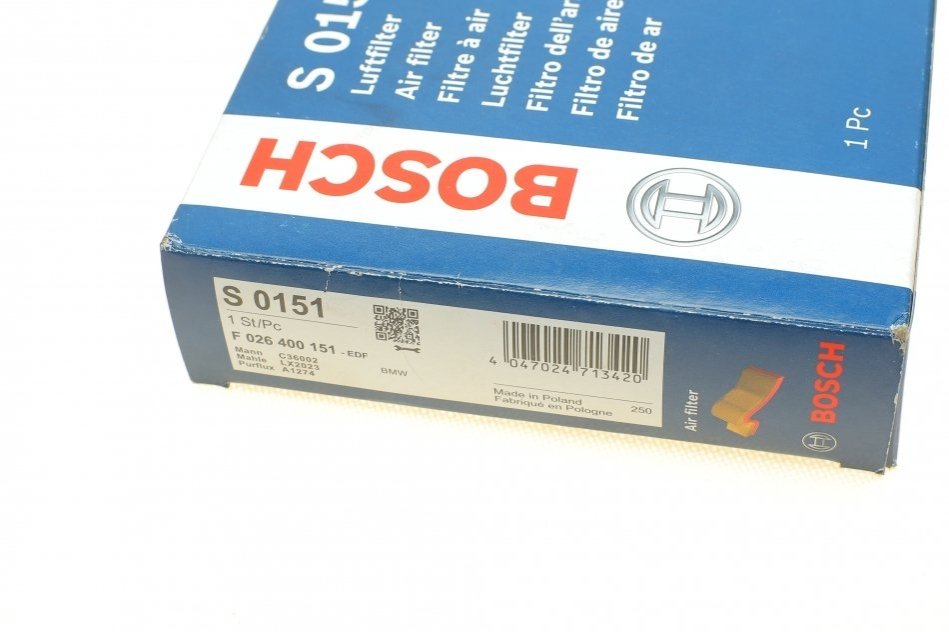 S 015
Luftfilter
Air filter
Filtre à air
Luchtfilter
Filtro dell'ar
Filtro de aire
Filtro de ar
1 Pc
BOSCH
S 0151
1 St/Pc
F 026 400 151 - EDF
Mann C36002
Mahle LX2023
Purflux A1274
BMW
4 047024 713420
Made in Poland
Fabriqué en Pologne
250
Air filter
BOSCH